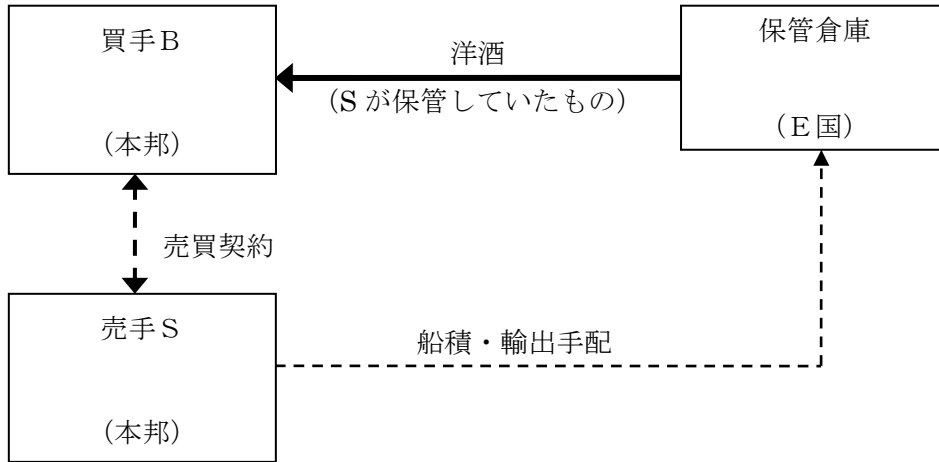 買手Ｂ
（本邦）
洋酒
（Ｓが保管していたもの）
保管倉庫
（Ｅ国）
売買契約
売手Ｓ
（本邦）
船積・輸出手配